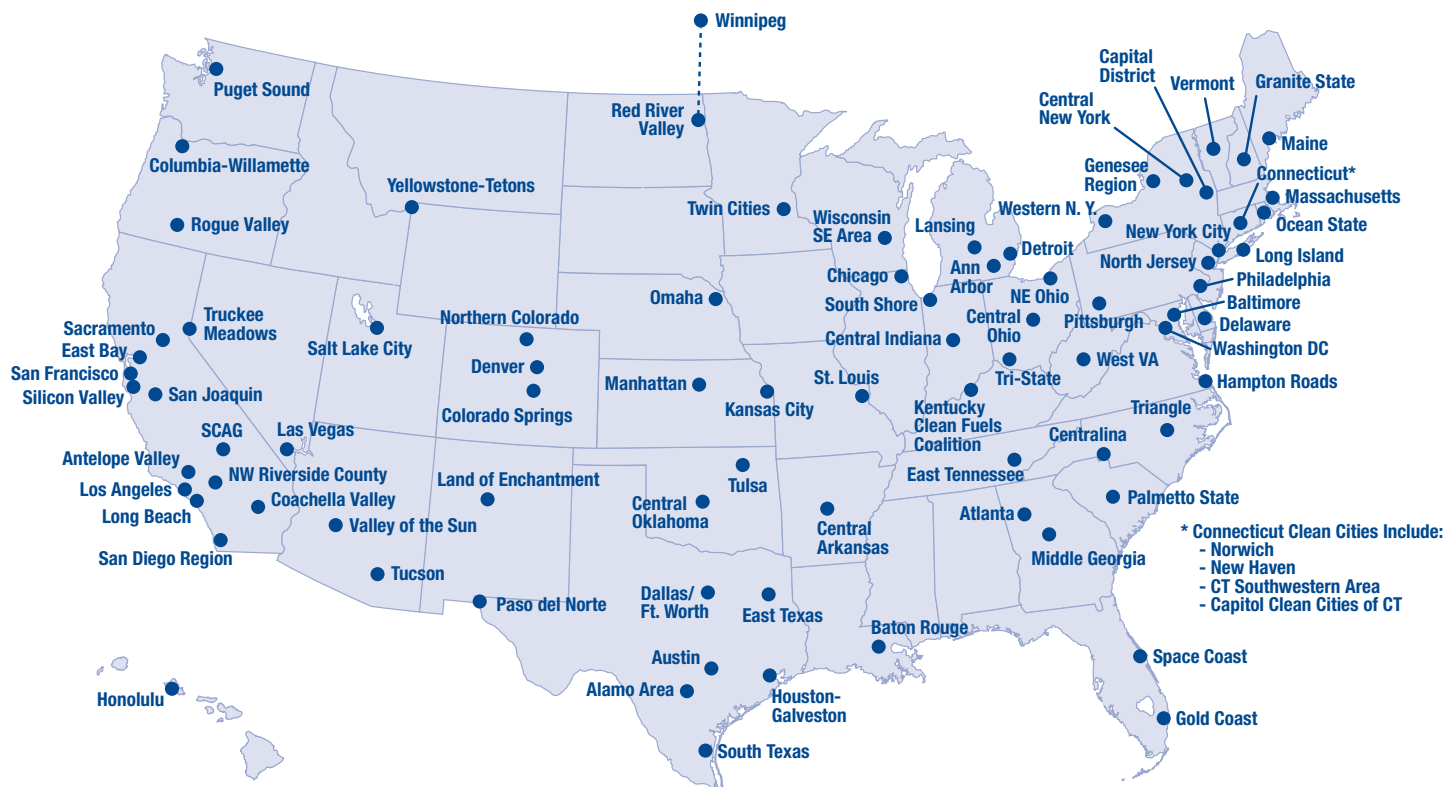 Winnipeg
Puget Sound
Red River
Valley
Capital
District
Vermont
Granite State
Central
New York
Maine
Columbia-Willamette
Genesee
Region
Connecticut*
Massachusetts
Yellowstone-Tetons
Twin Cities
Wisconsin
SE Area
Western N. Y.
Ocean State
Rogue Valley
Lansing
New York City
Detroit
Long Island
North Jersey
Chicago
Ann
Arbor
Philadelphia
Omaha
South Shore
NE Ohio
Baltimore
Truckee
Meadows
Northern Colorado
Central
Ohio
Pittsburgh
Delaware
Sacramento
Salt Lake City
Central Indiana
Washington DC
East Bay
Denver
West VA
San Francisco
Manhattan
St. Louis
Tri-State
Hampton Roads
Silicon Valley
San Joaquin
Colorado Springs
Kansas City
Kentucky
Clean Fuels
Coalition
Triangle
SCAG
Las Vegas
Centralina
Antelope Valley
NW Riverside County
Land of Enchantment
Tulsa
East Tennessee
Los Angeles
Coachella Valley
Central
Oklahoma
Palmetto State
Long Beach
Valley of the Sun
Central
Arkansas
Atlanta
* Connecticut Clean Cities Include:
- Norwich
- New Haven
- CT Southwestern Area
- Capitol Clean Cities of CT
San Diego Region
Middle Georgia
Tucson
Paso del Norte
Dallas/
Ft. Worth
East Texas
Baton Rouge
Austin
Space Coast
Alamo Area
Honolulu
Houston-
Galveston
Gold Coast
South Texas